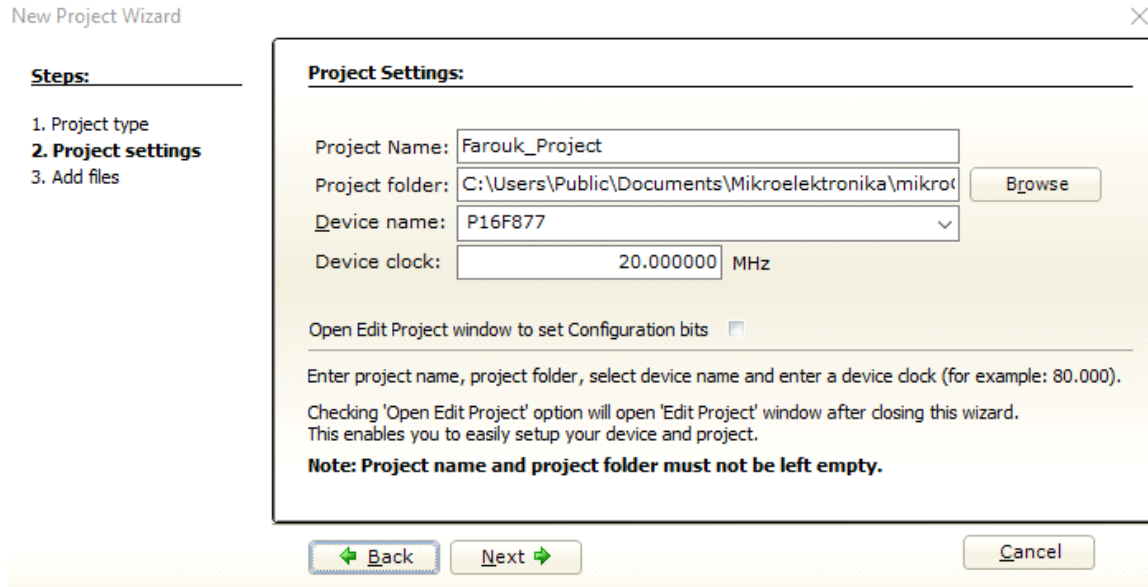 New Project Wizard
Steps:
1. Project type
2. Project settings
3. Add files
Project Settings:
Project Name: Farouk_Project
Project folder: C:\Users\Public\Documents\Mikroelektronika\ Browse
Device name: P16F877
Device clock: 20.000000 MHz
Open Edit Project window to set Configuration bits
Enter project name, project folder, select device name and enter a device clock (for example: 80.000).
Checking 'Open Edit Project' option will open 'Edit Project' window after closing this wizard.
This enables you to easily setup your device and project.
Note: Project name and project folder must not be left empty.
Back Next Cancel